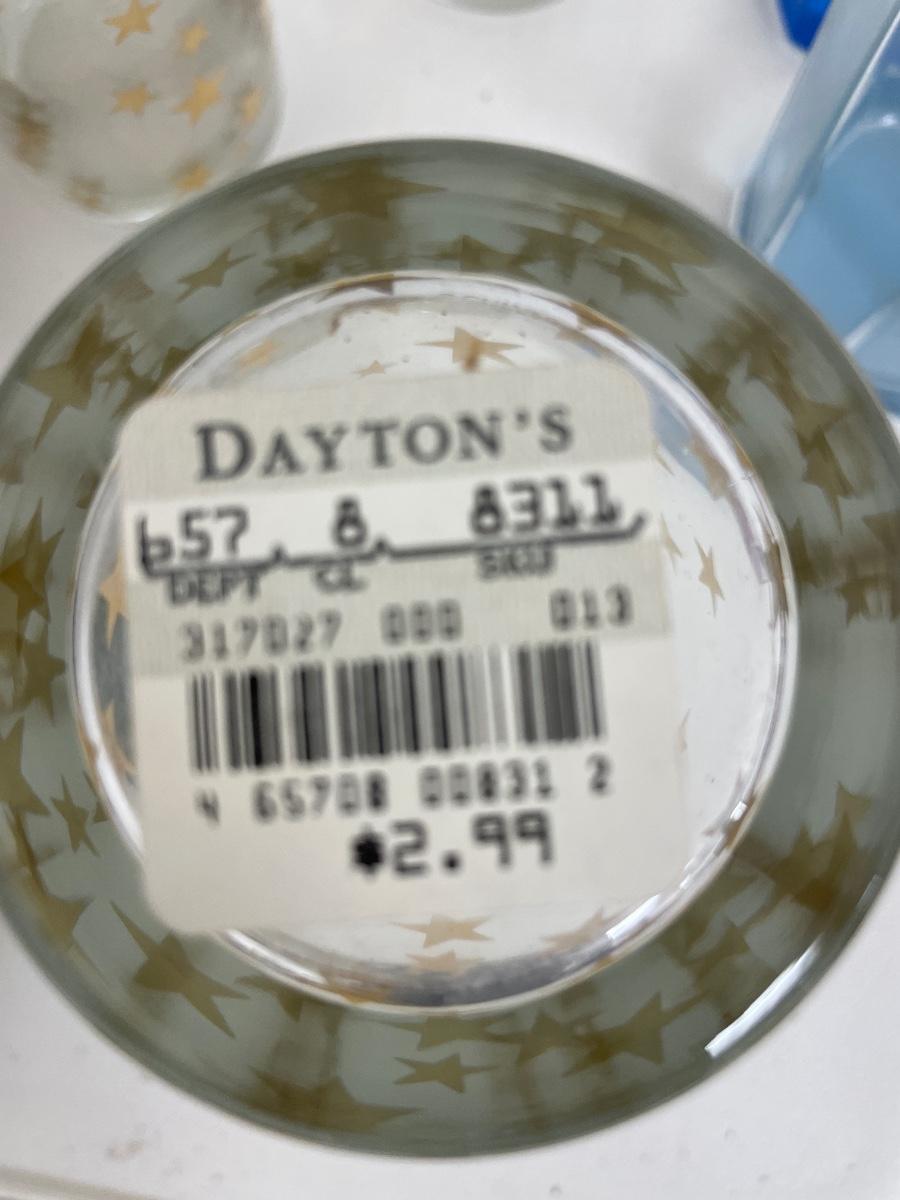 DAYTON'S
657 8 8311
DEPT CL SKU
317027 000 013
4 65708 00831 2
$2.99